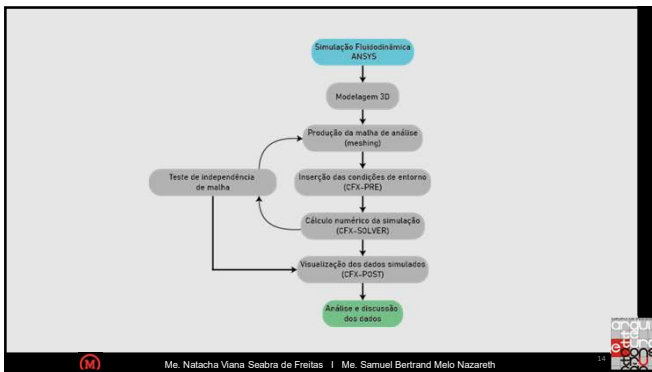 Simulação Fluidodinâmica
ANSYS
Modelagem 3D
Produção da malha de análise
(meshing)
Teste de independência
de malha
Inserção das condições de entorno
(CFX-PRE)
Cálculo numérico da simulação
(CFX-SOLVER)
Visualização dos dados simulados
(CFX-POST)
Análise e discussão
dos dados
14
M
Me. Natacha Viana Seabra de Freitas I Me. Samuel Bertrand Melo Nazareth